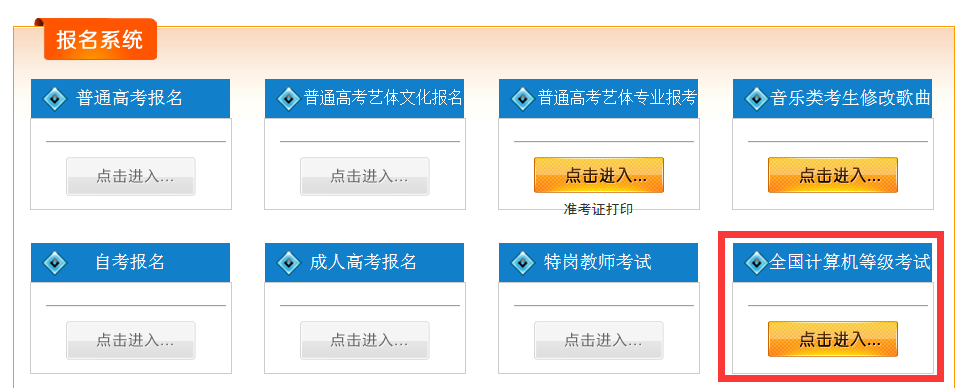 报名系统
普通高考报名
普通高考艺体文化报名
普通高考艺体专业报考
音乐类考生修改歌曲
点击进入...
点击进入...
点击进入...
点击进入...
准考证打印
自考报名
成人高考报名
特岗教师考试
全国计算机等级考试
点击进入...
点击进入...
点击进入...
点击进入...